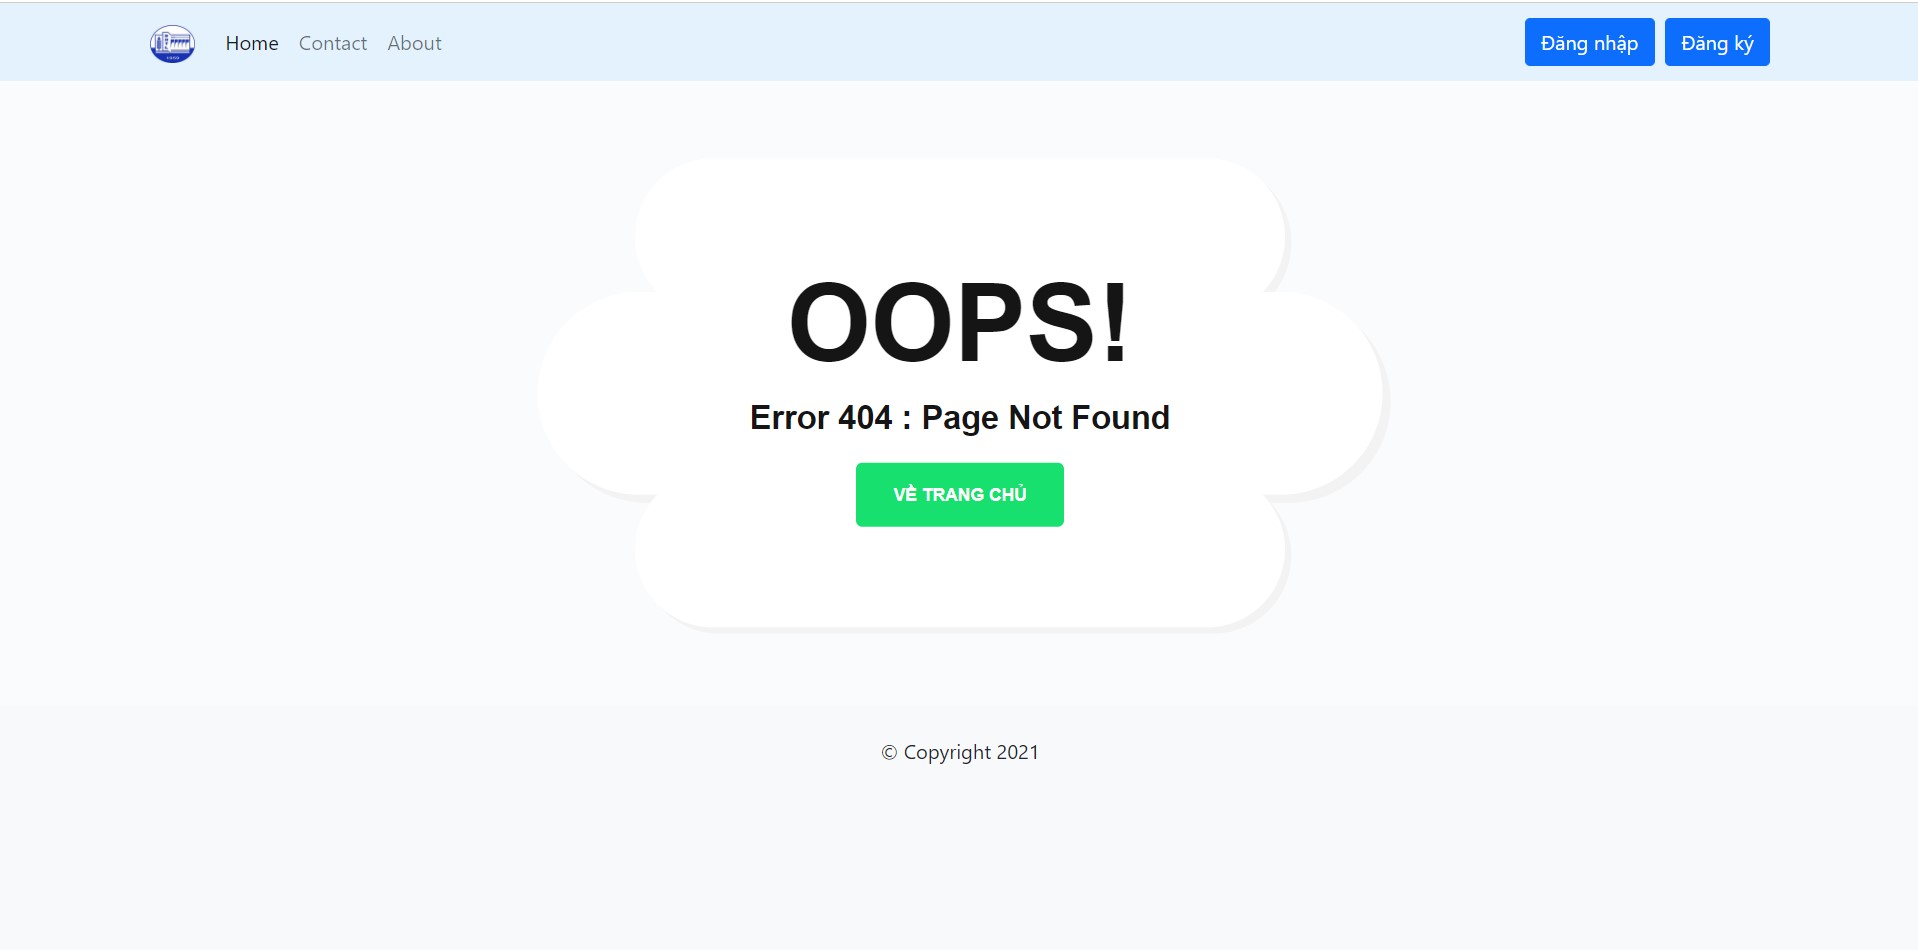 Home Contact About Đăng nhập Đăng ký
OOPS!
Error 404 : Page Not Found
VỀ TRANG CHỦ
© Copyright 2021